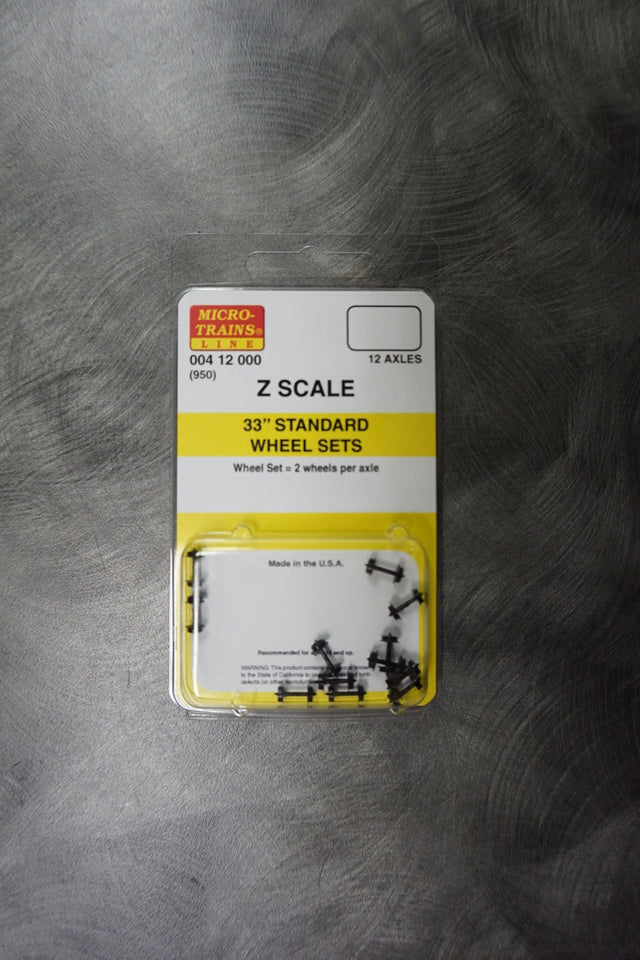 MICRO-
TRAINS®
LINE
004 12 000
(950)
12 AXLES
Z SCALE
33” STANDARD
WHEEL SETS
Wheel Set = 2 wheels per axle
Made in the U.S.A.
Recommended for and up.
WARNING: This product contains
to the State of California to birth
defects (or other